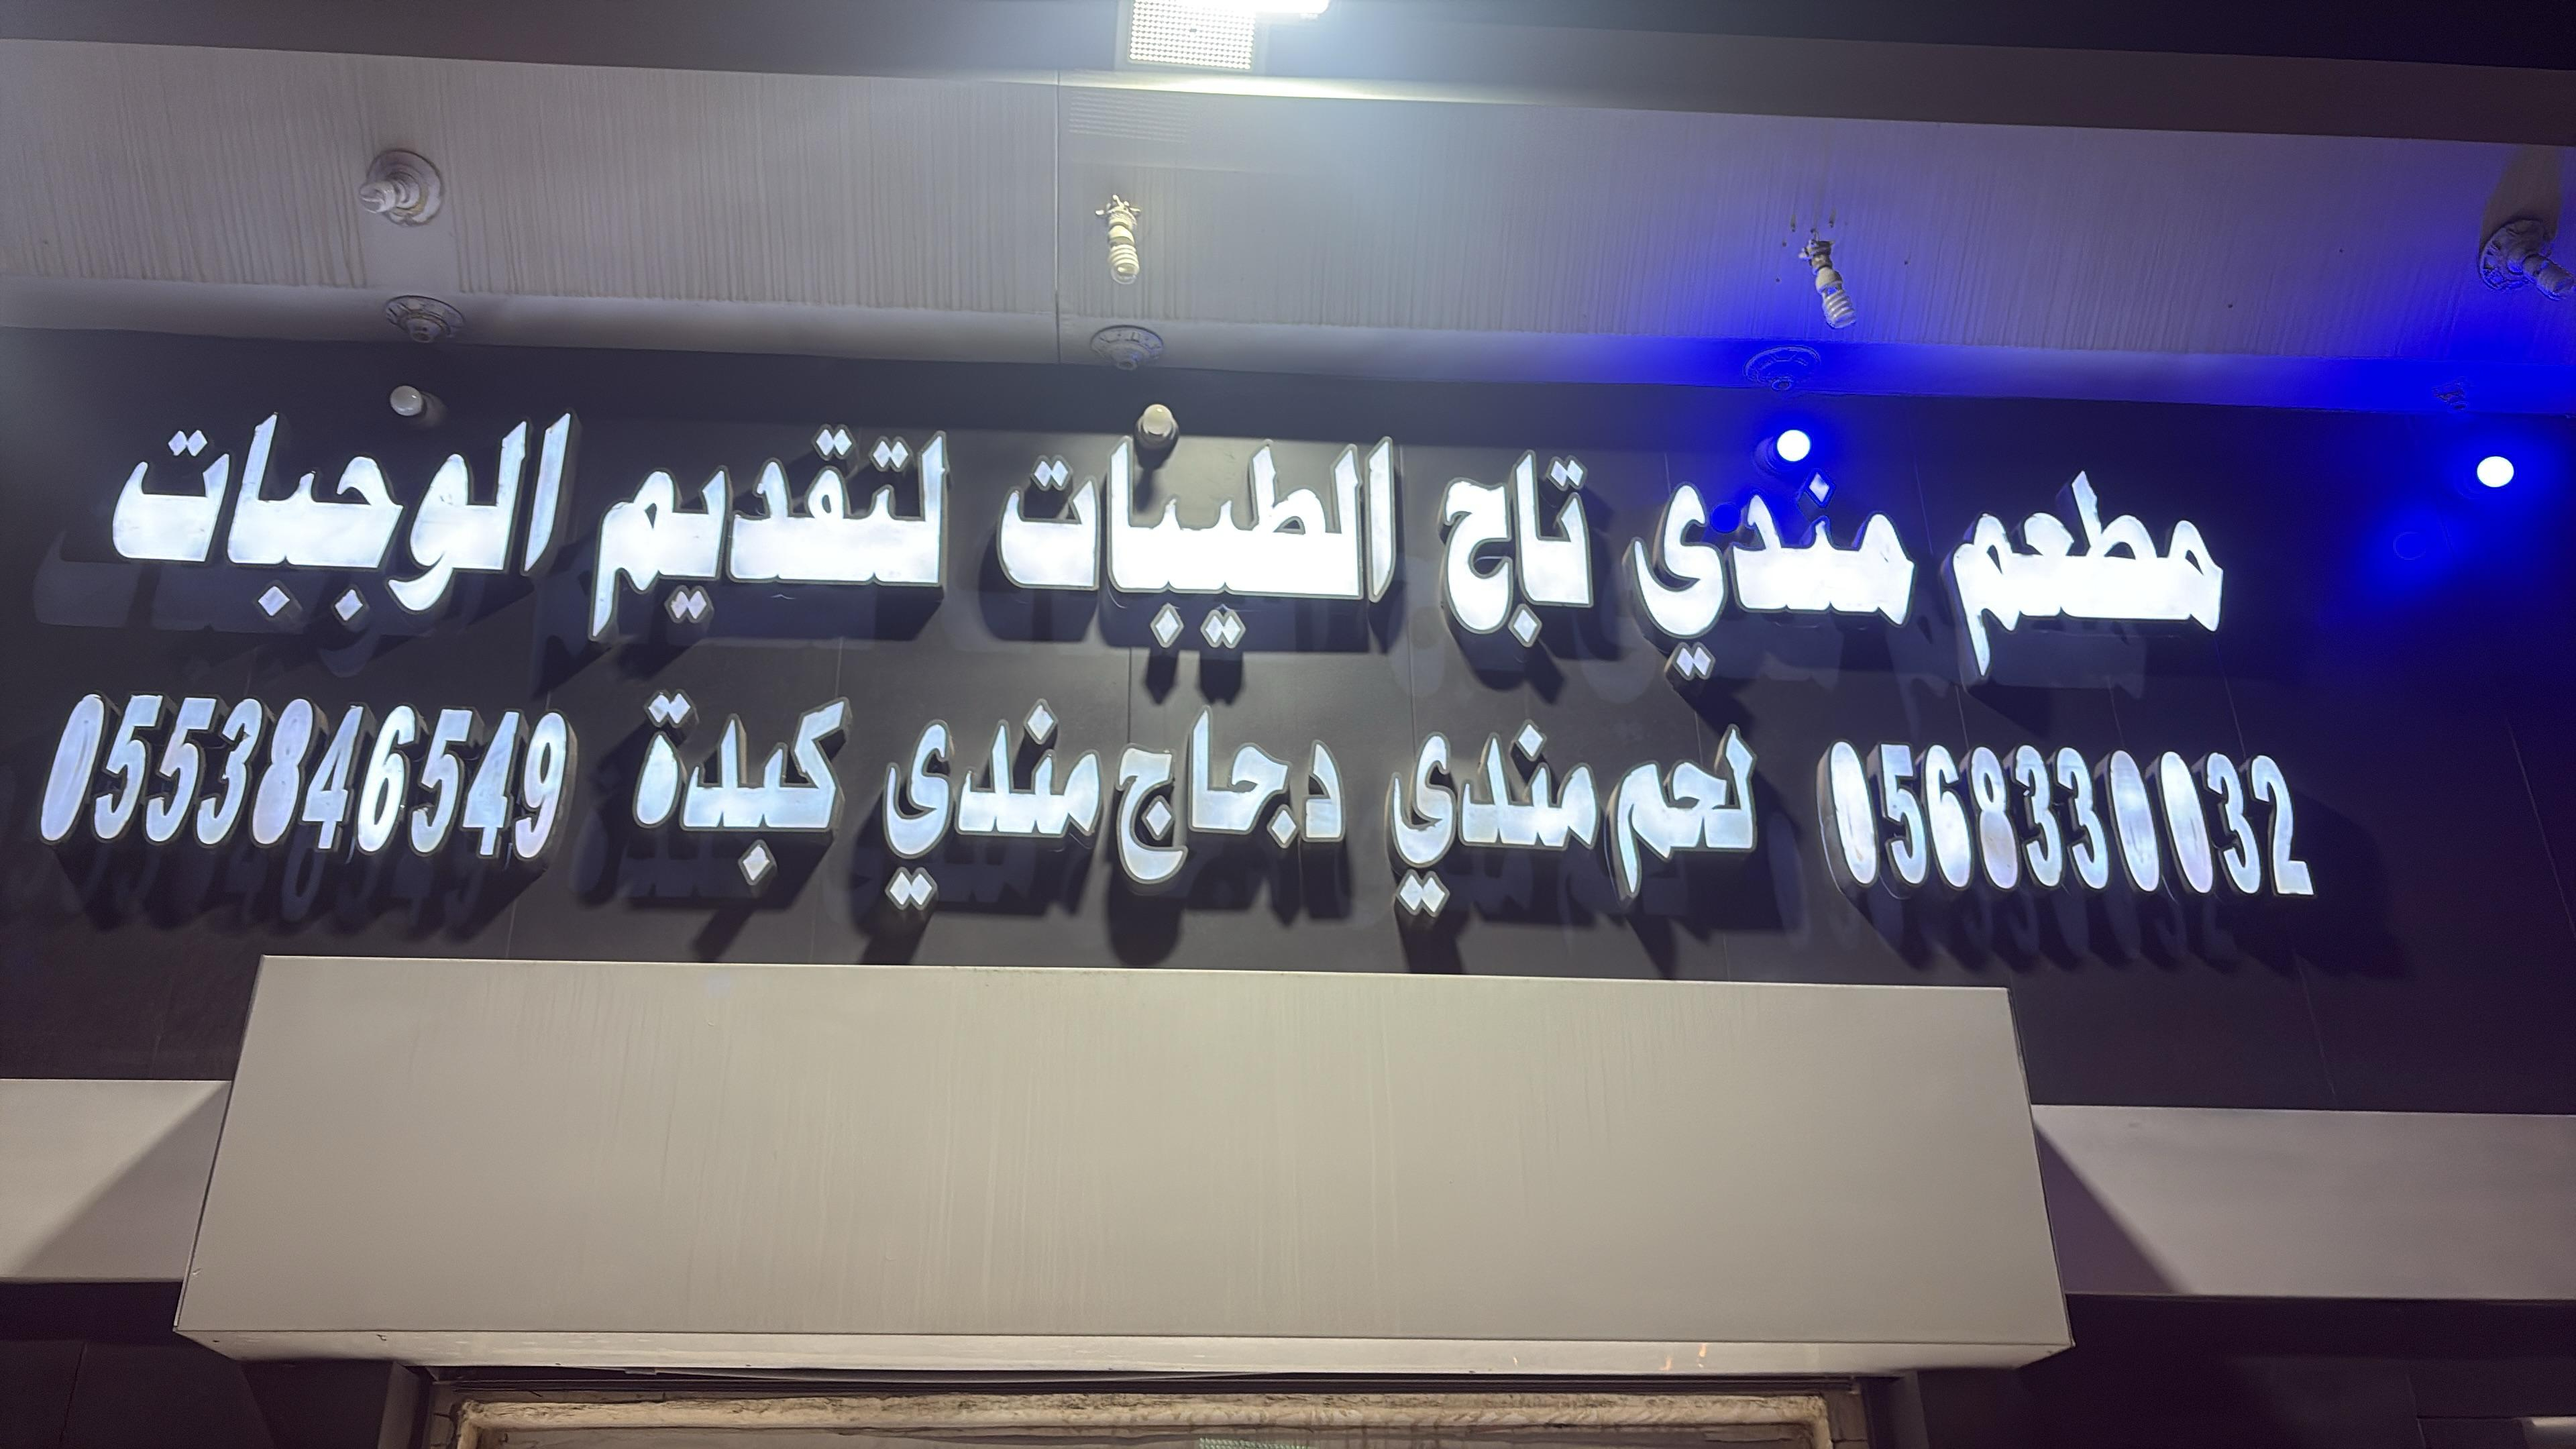 مطعم مندي تاج الطيبات لتقديم الوجبات
0568330032 لحم مندي دجاج مندي كبدة 0553846549